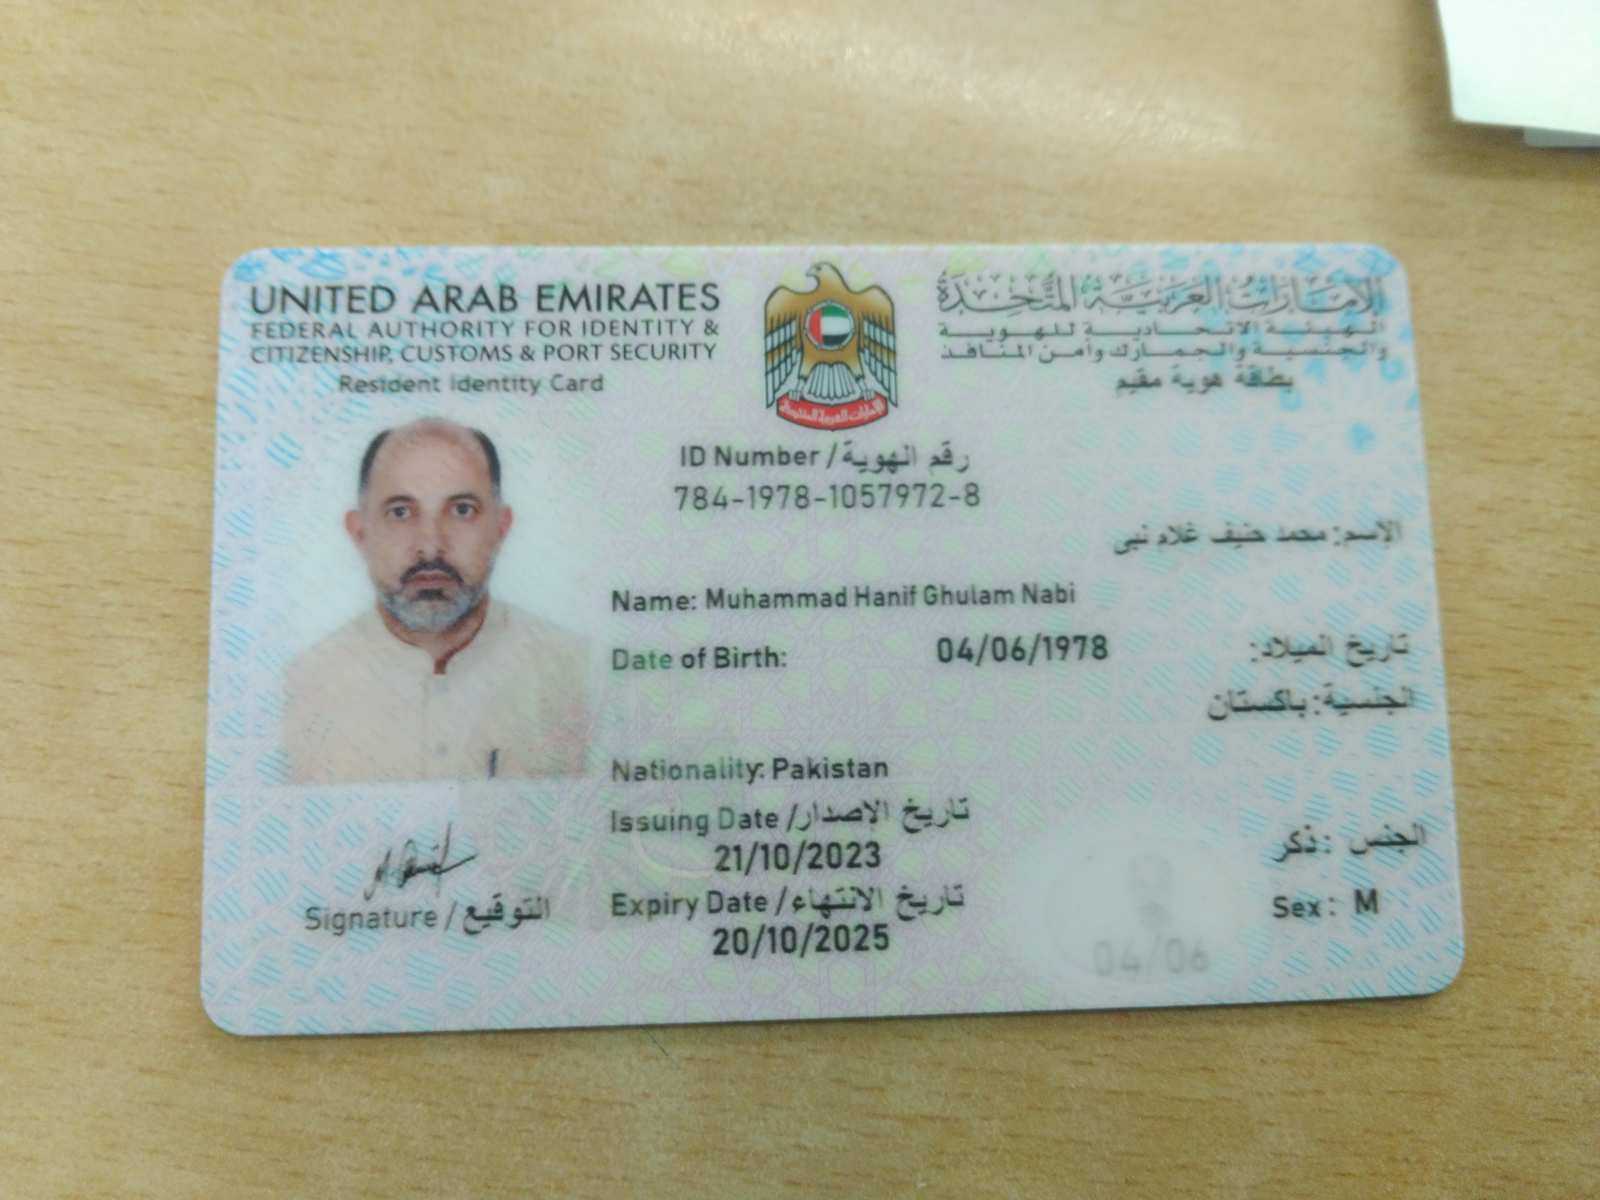 UNITED ARAB EMIRATES
FEDERAL AUTHORITY FOR IDENTITY &
CITIZENSHIP, CUSTOMS & PORT SECURITY
Resident Identity Card
الإمارات العربية المتحدة
الهيئة الاتحادية للهوية
والجنسية والجمارك وأمن المنافذ
بطاقة هوية مقيم
ID Number / رقم الهوية
784-1978-1057972-8
الإسم: محمد حنيف غلام نبى
Name: Muhammad Hanif Ghulam Nabi
Date of Birth: 04/06/1978 تاريخ الميلاد:
الجنسية: باكستان
Nationality: Pakistan
Issuing Date / تاريخ الإصدار
21/10/2023
الجنس : ذكر
Expiry Date / تاريخ الانتهاء
20/10/2025
Sex: M
Signature / التوقيع
04/06